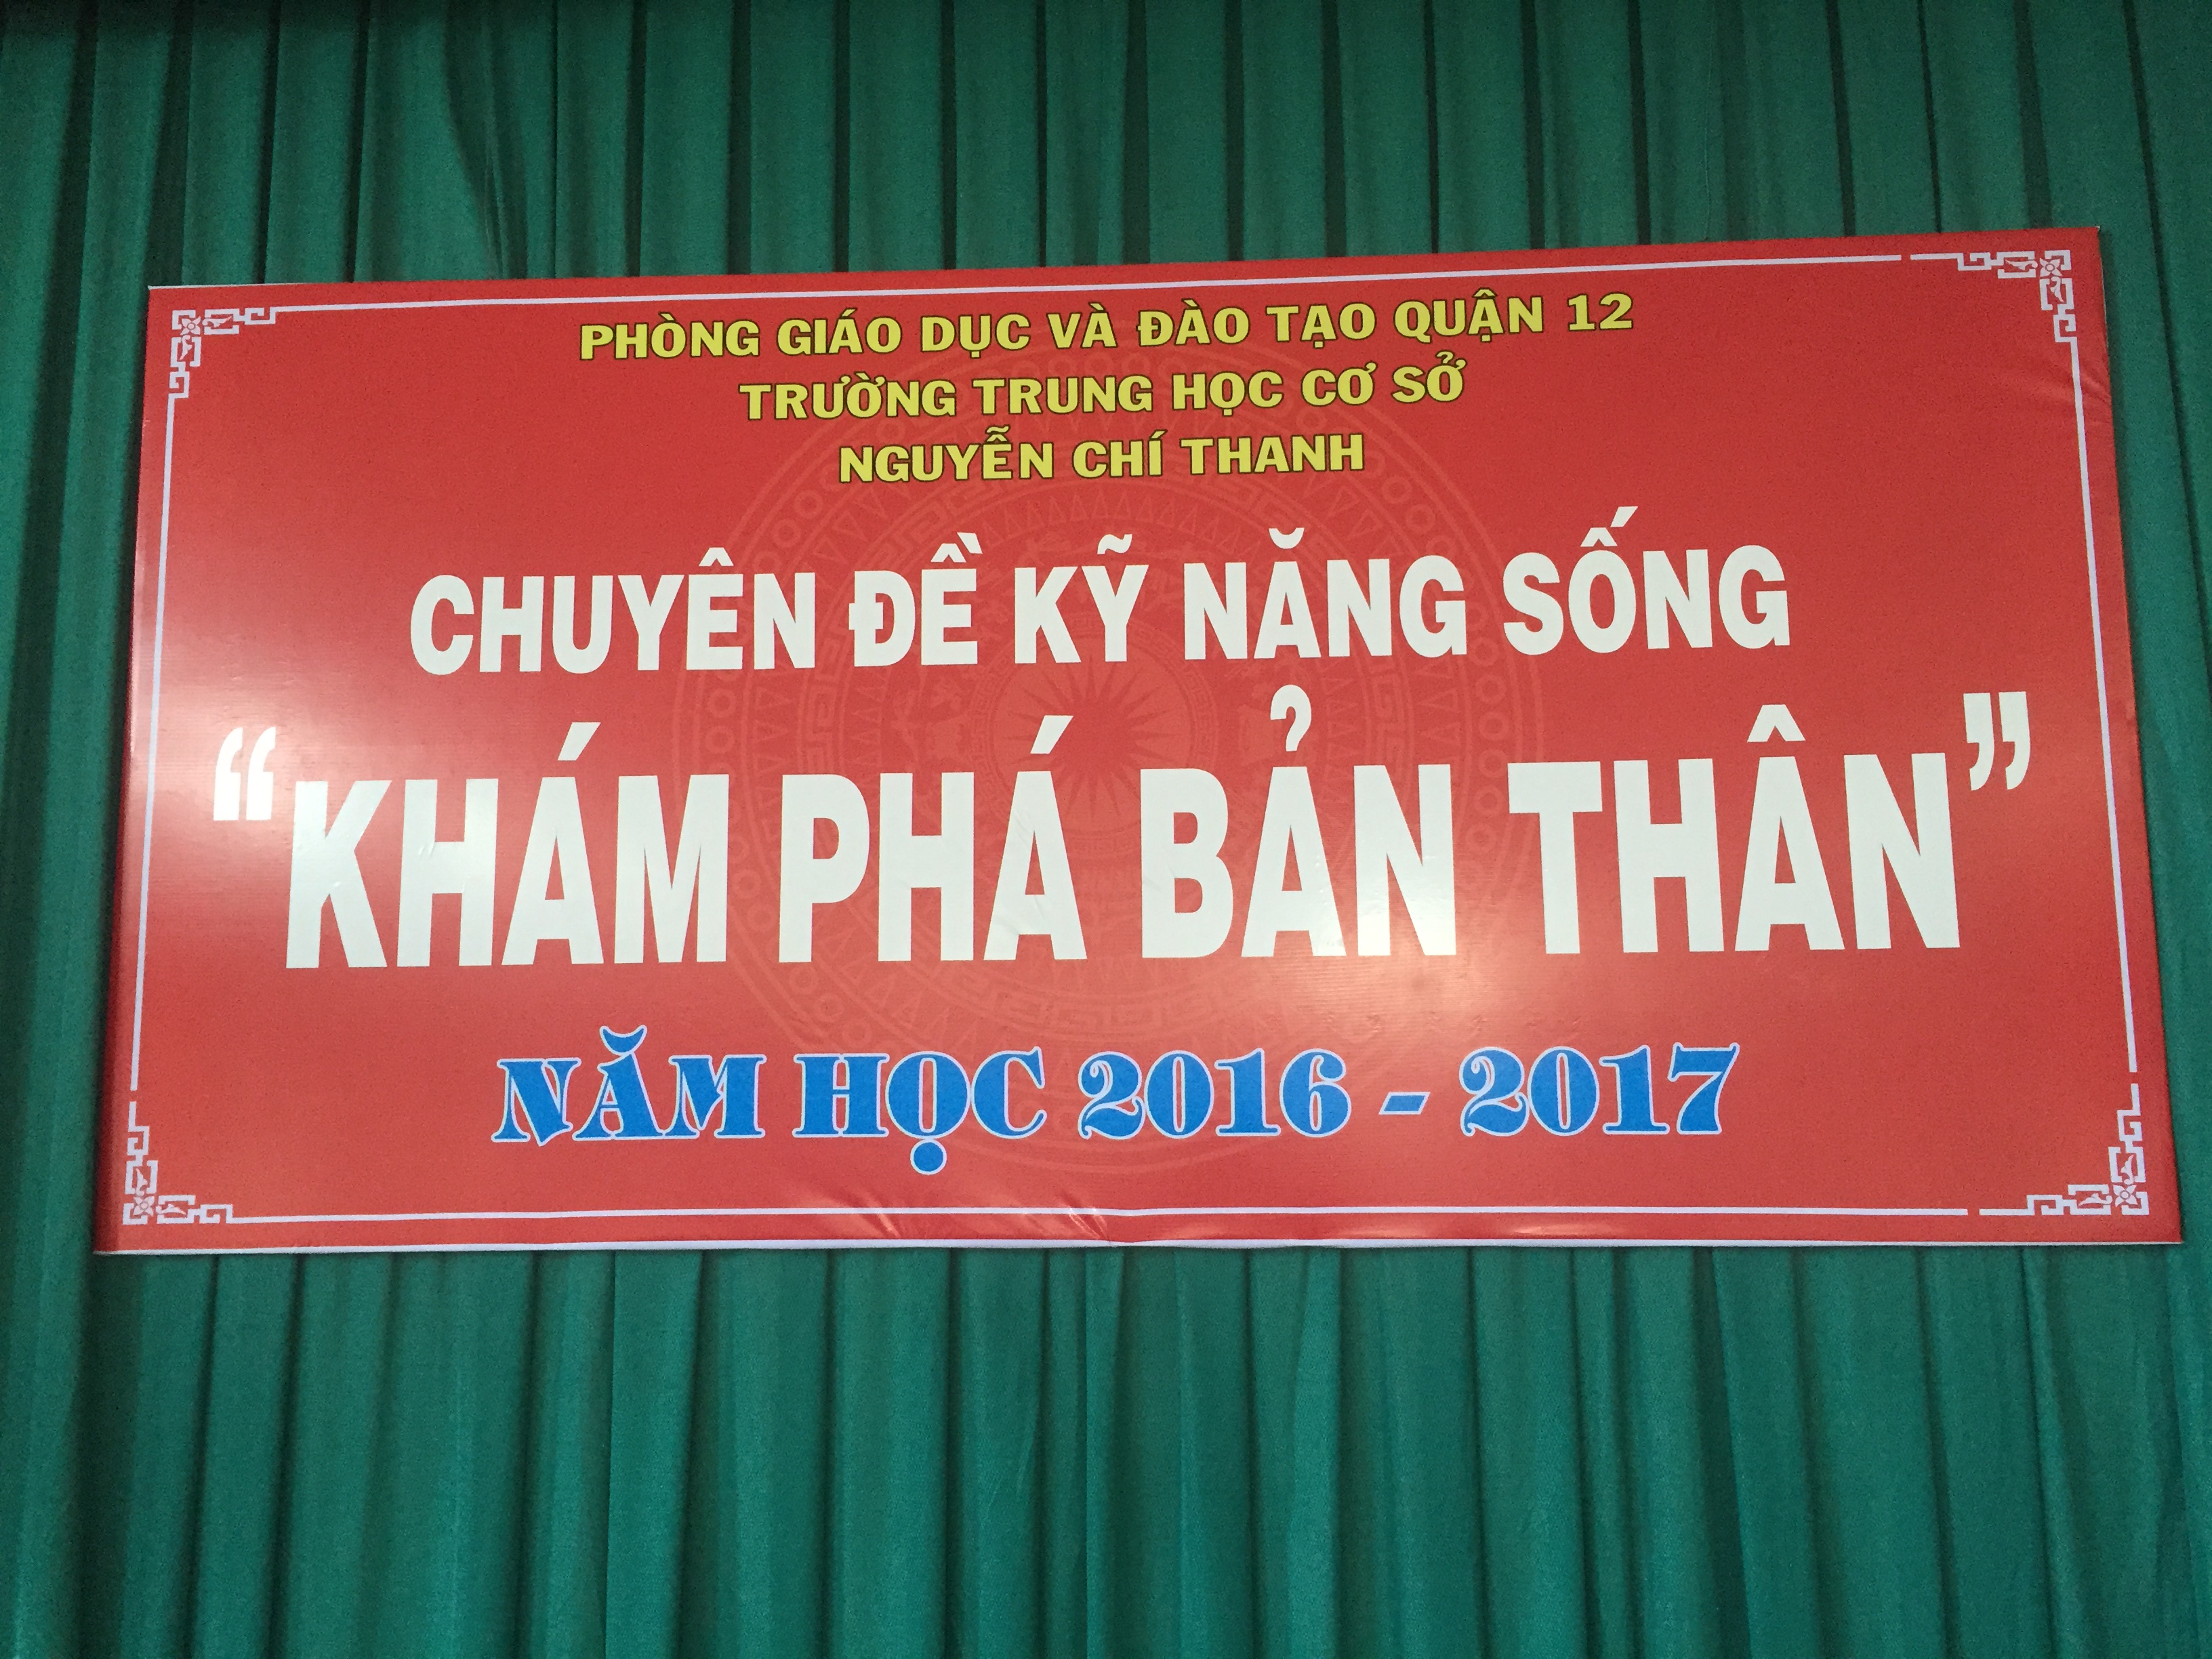 PHÒNG GIÁO DỤC VÀ ĐÀO TẠO QUẬN 12
TRƯỜNG TRUNG HỌC CƠ SỞ
NGUYỄN CHÍ THANH
CHUYÊN ĐỀ KỸ NĂNG SỐNG
“KHÁM PHÁ BẢN THÂN”
NĂM HỌC 2016 - 2017